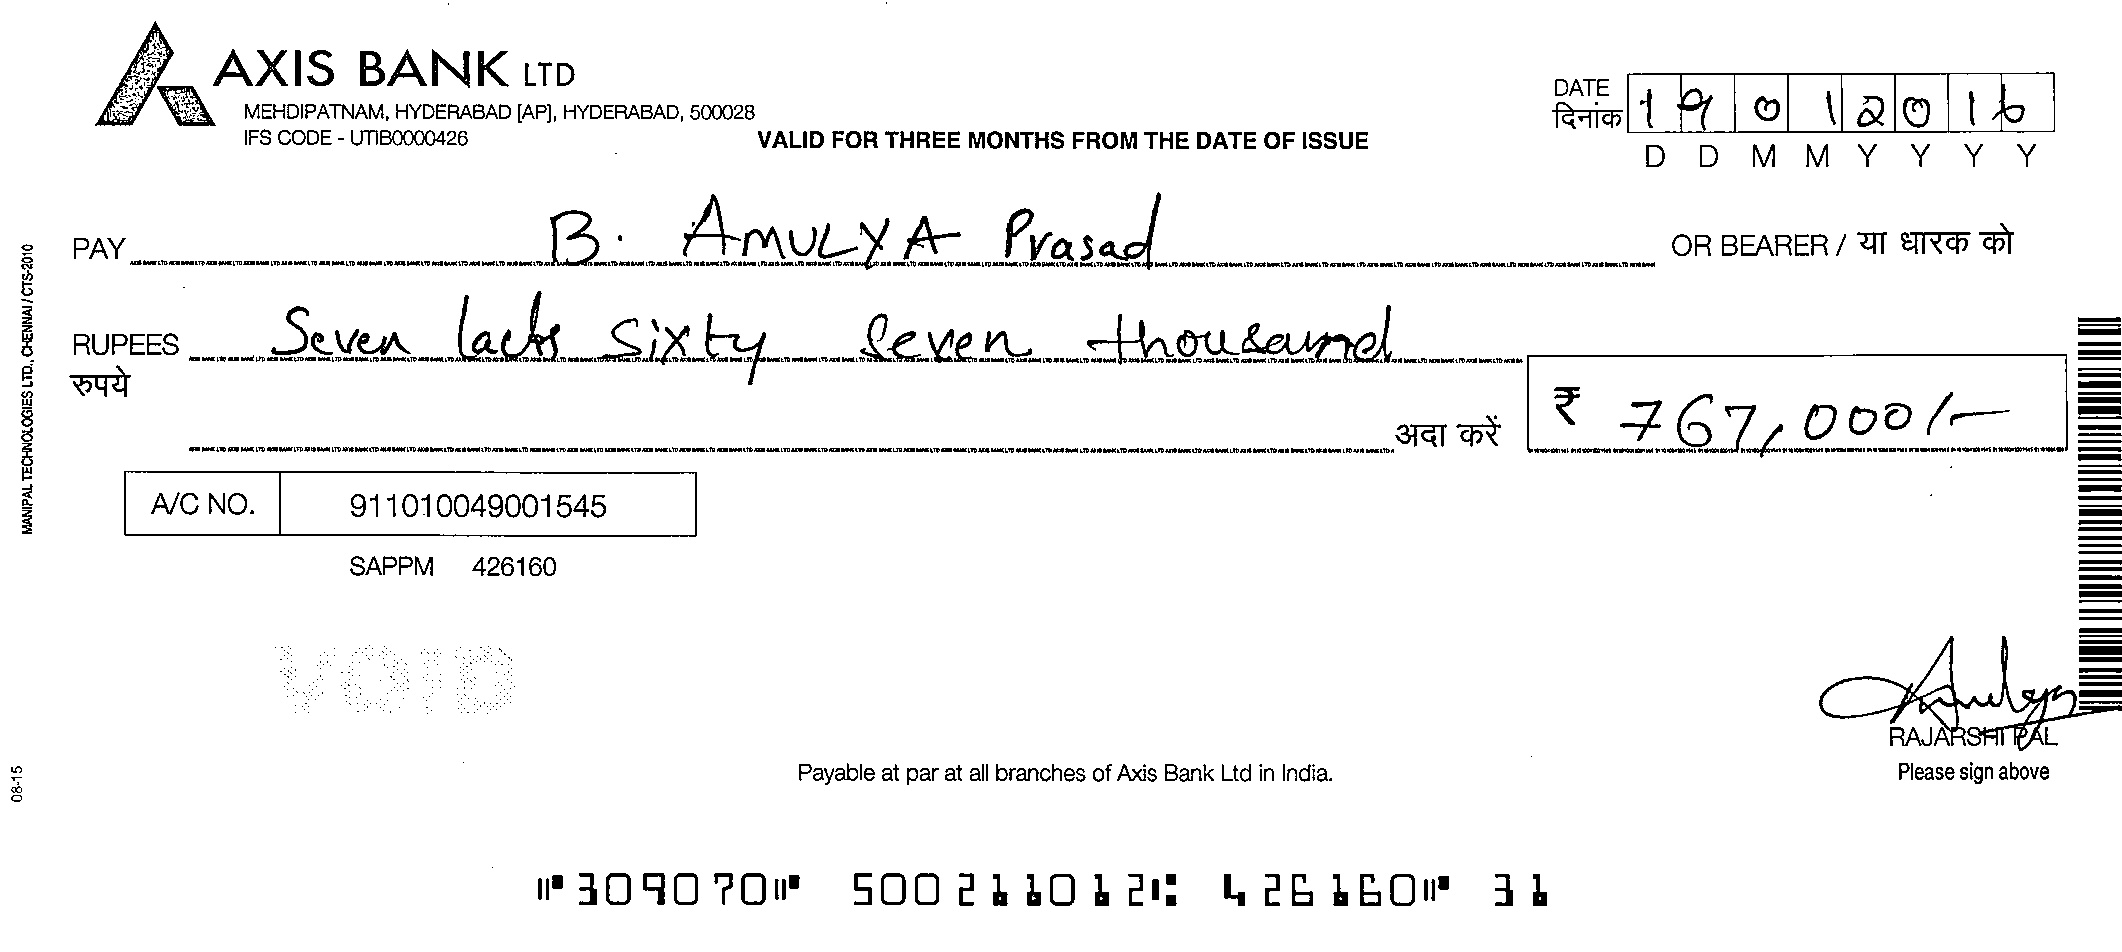 AXIS BANK LTD
MEHDIPATNAM, HYDERABAD [AP], HYDERABAD, 500028
IFS CODE - UTIB0000426
VALID FOR THREE MONTHS FROM THE DATE OF ISSUE
DATE
दिनांक
1 9 0 1 2 0 1 6
D D M M Y Y Y Y
PAY B. AMULYA Prasad OR BEARER / या धारक को
RUPEES Seven lacks sixty seven thousand
रुपये
अदा करें ₹ 767,000/-
A/C NO. 911010049001545
SAPPM 426160
VOID
RAJARSHI PAL
Please sign above
Payable at par at all branches of Axis Bank Ltd in India.
⑈309070⑈ 500211012⑆ 426160⑈ 31
MANIPAL TECHNOLOGIES LTD., CHENNAI / CTS-2010
08-15